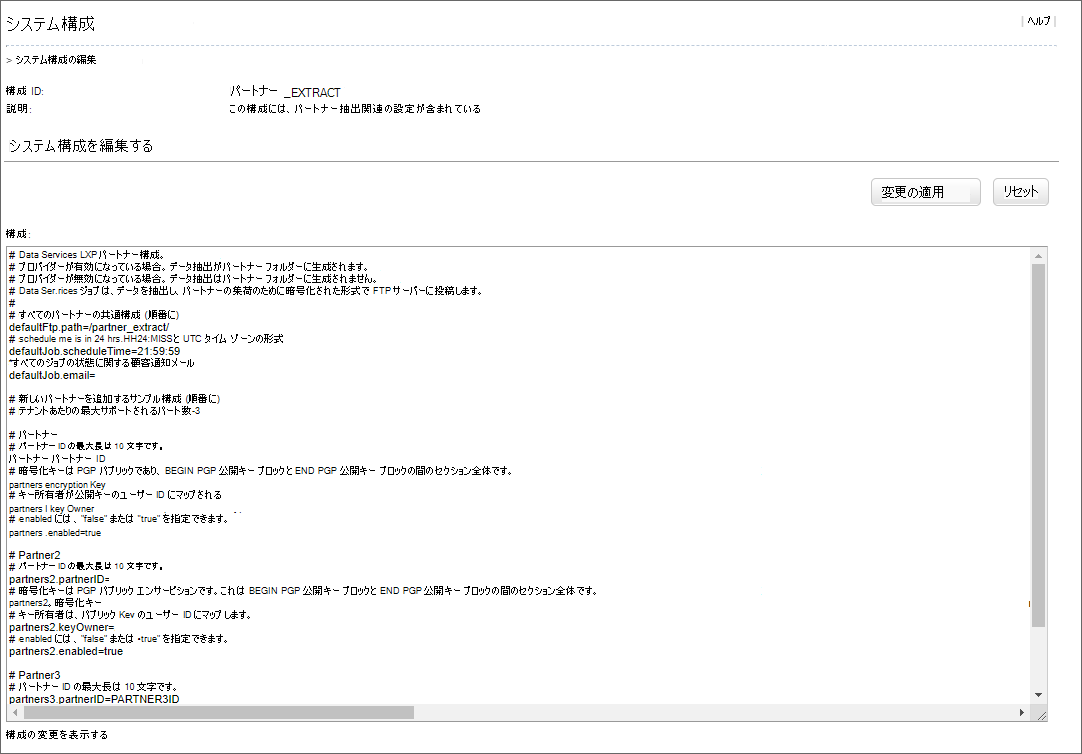 システム構成
| ヘルプ |
> システム構成の編集
構成 ID: パートナー _EXTRACT
説明: この構成には、パートナー抽出関連の設定が含まれている
システム構成を編集する
変更の適用 リセット
構成:
# Data Services LXPパートナー構成。
# プロバイダーが有効になっている場合。データ抽出がパートナー フォルダーに生成されます。
# プロバイダーが無効になっている場合。データ抽出はパートナー フォルダーに生成されません。
# Data Ser.rices ジョブは、データを抽出し、パートナーの集荷のために暗号化された形式で FTPサーバーに投稿します。
#
# すべてのパートナーの共通構成 (順番に)
defaultFtp.path=/partner_extract/
# schedule me is in 24 hrs.HH24:MISSと UTC タイム ゾーンの形式
defaultJob.scheduleTime=21:59:59
"すべてのジョブの状態に関する顧客通知メール
defaultJob.email=
# 新しいパートナーを追加するサンプル構成 (順番に)
# テナントあたりの最大サポートされるパート数-3
# パートナー
# パートナー ID の最大長は 10 文字です。
パートナー パートナー ID
# 暗号化キーは PGP パブリックであり、BEGIN PGP 公開キー ブロックと END PGP 公開キー ブロックの間のセクション全体です。
partners encryption Key
# キー所有者が公開キーのユーザー ID にマップされる
partners I key Owner
# enabled には 、"false" または "true" を指定できます。
partners .enabled=true
# Partner2
# パートナー ID の最大長は 10 文字です。
partners2.partnerID=
# 暗号化キーは PGP パブリック エンサービションです。これは BEGIN PGP 公開キー ブロックと END PGP 公開キー ブロックの間のセクション全体です。
partners2。暗号化キー
# キー所有者は、パブリック Kev のユーザー ID にマップします。
partners2.keyOwner=
# enabled には 、"false" または •true" を指定できます。
partners2.enabled=true
# Partner3
# パートナー ID の最大長は 10 文字です。
partners3.partnerID=PARTNER3ID
構成の変更を表示する